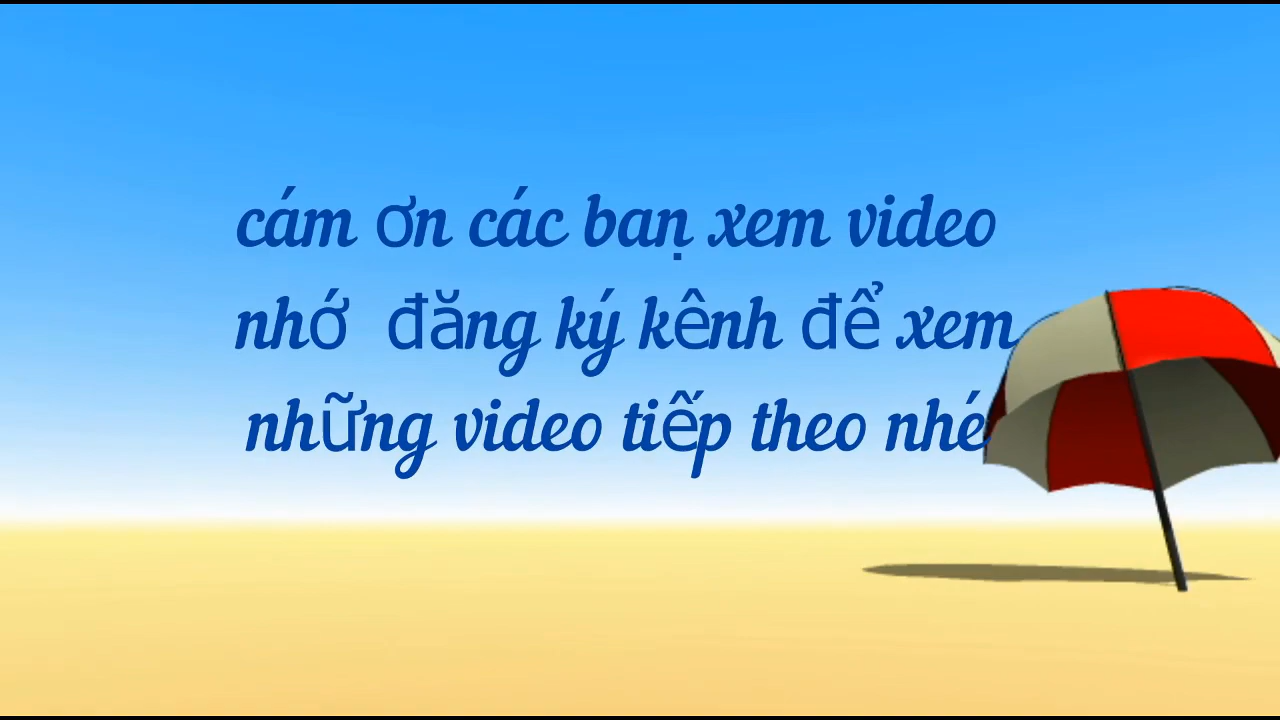 cám ơn các bạn xem video
nhớ đăng ký kênh để xem
những video tiếp theo nhé